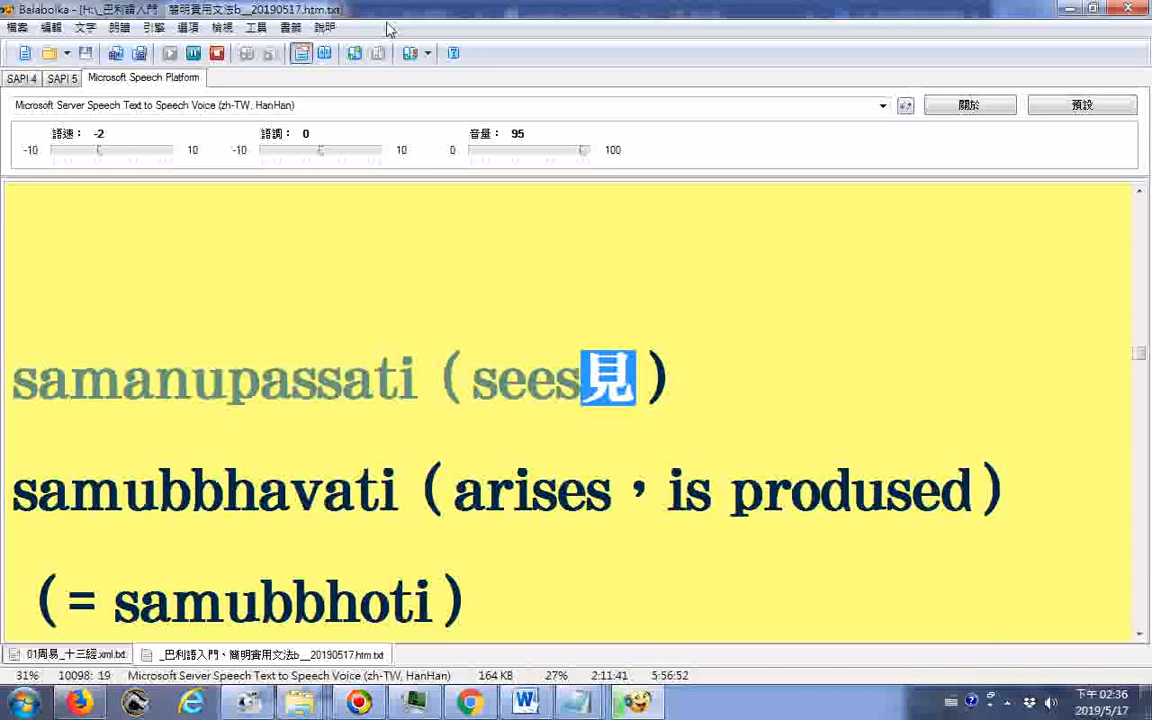 Balabolka - [H:\_巴利語入門、簡明實用文法b__20190517.htm.txt]
檔案 編輯 文字 朗讀 引擎 選項 檢視 工具 書籤 說明
SAPI 4 SAPI 5 Microsoft Speech Platform
Microsoft Server Speech Text to Speech Voice (zh-TW, HanHan) 關於 預設
語速： -2 語調： 0 音量： 95
-10 10 -10 10 0 100
samanupassati（sees見）
samubbhavati（arises，is prodused）
（= samubbhoti）
01周易_十三經.xml.txt _巴利語入門、簡明實用文法b__20190517.htm.txt
31% 10098: 19 Microsoft Server Speech Text to Speech Voice (zh-TW, HanHan) 164 KB 27% 2:11:41 5:56:52
下午 02:36
2019/5/17